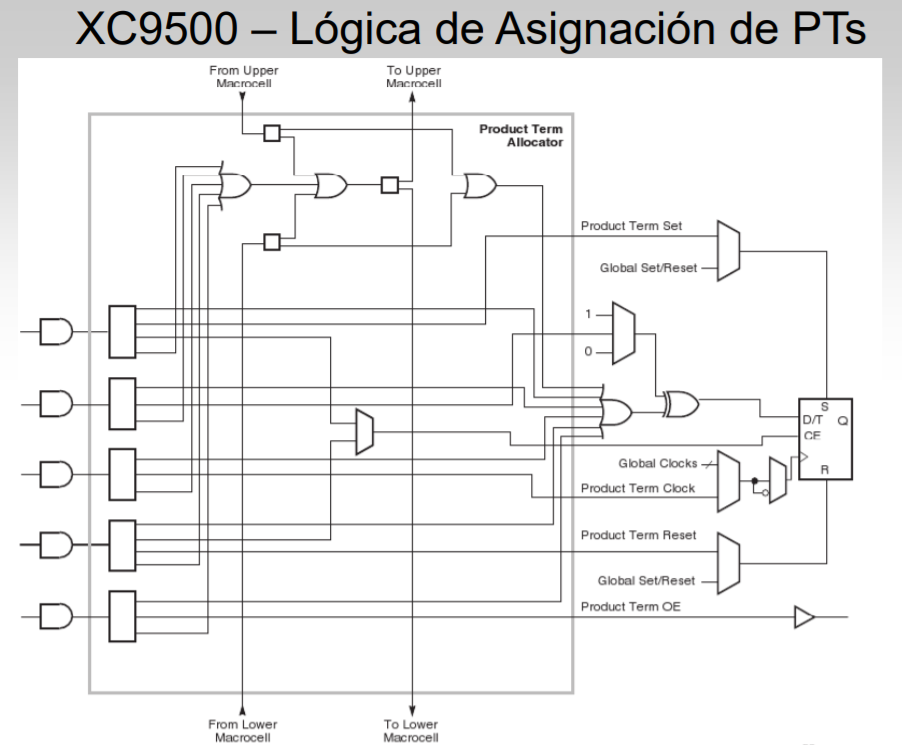 XC9500 – Lógica de Asignación de PTs
From Upper
Macrocell
To Upper
Macrocell
Product Term
Allocator
Product Term Set
Global Set/Reset
1
0
S
D/T Q
CE
R
Global Clocks
Product Term Clock
Product Term Reset
Global Set/Reset
Product Term OE
From Lower
Macrocell
To Lower
Macrocell